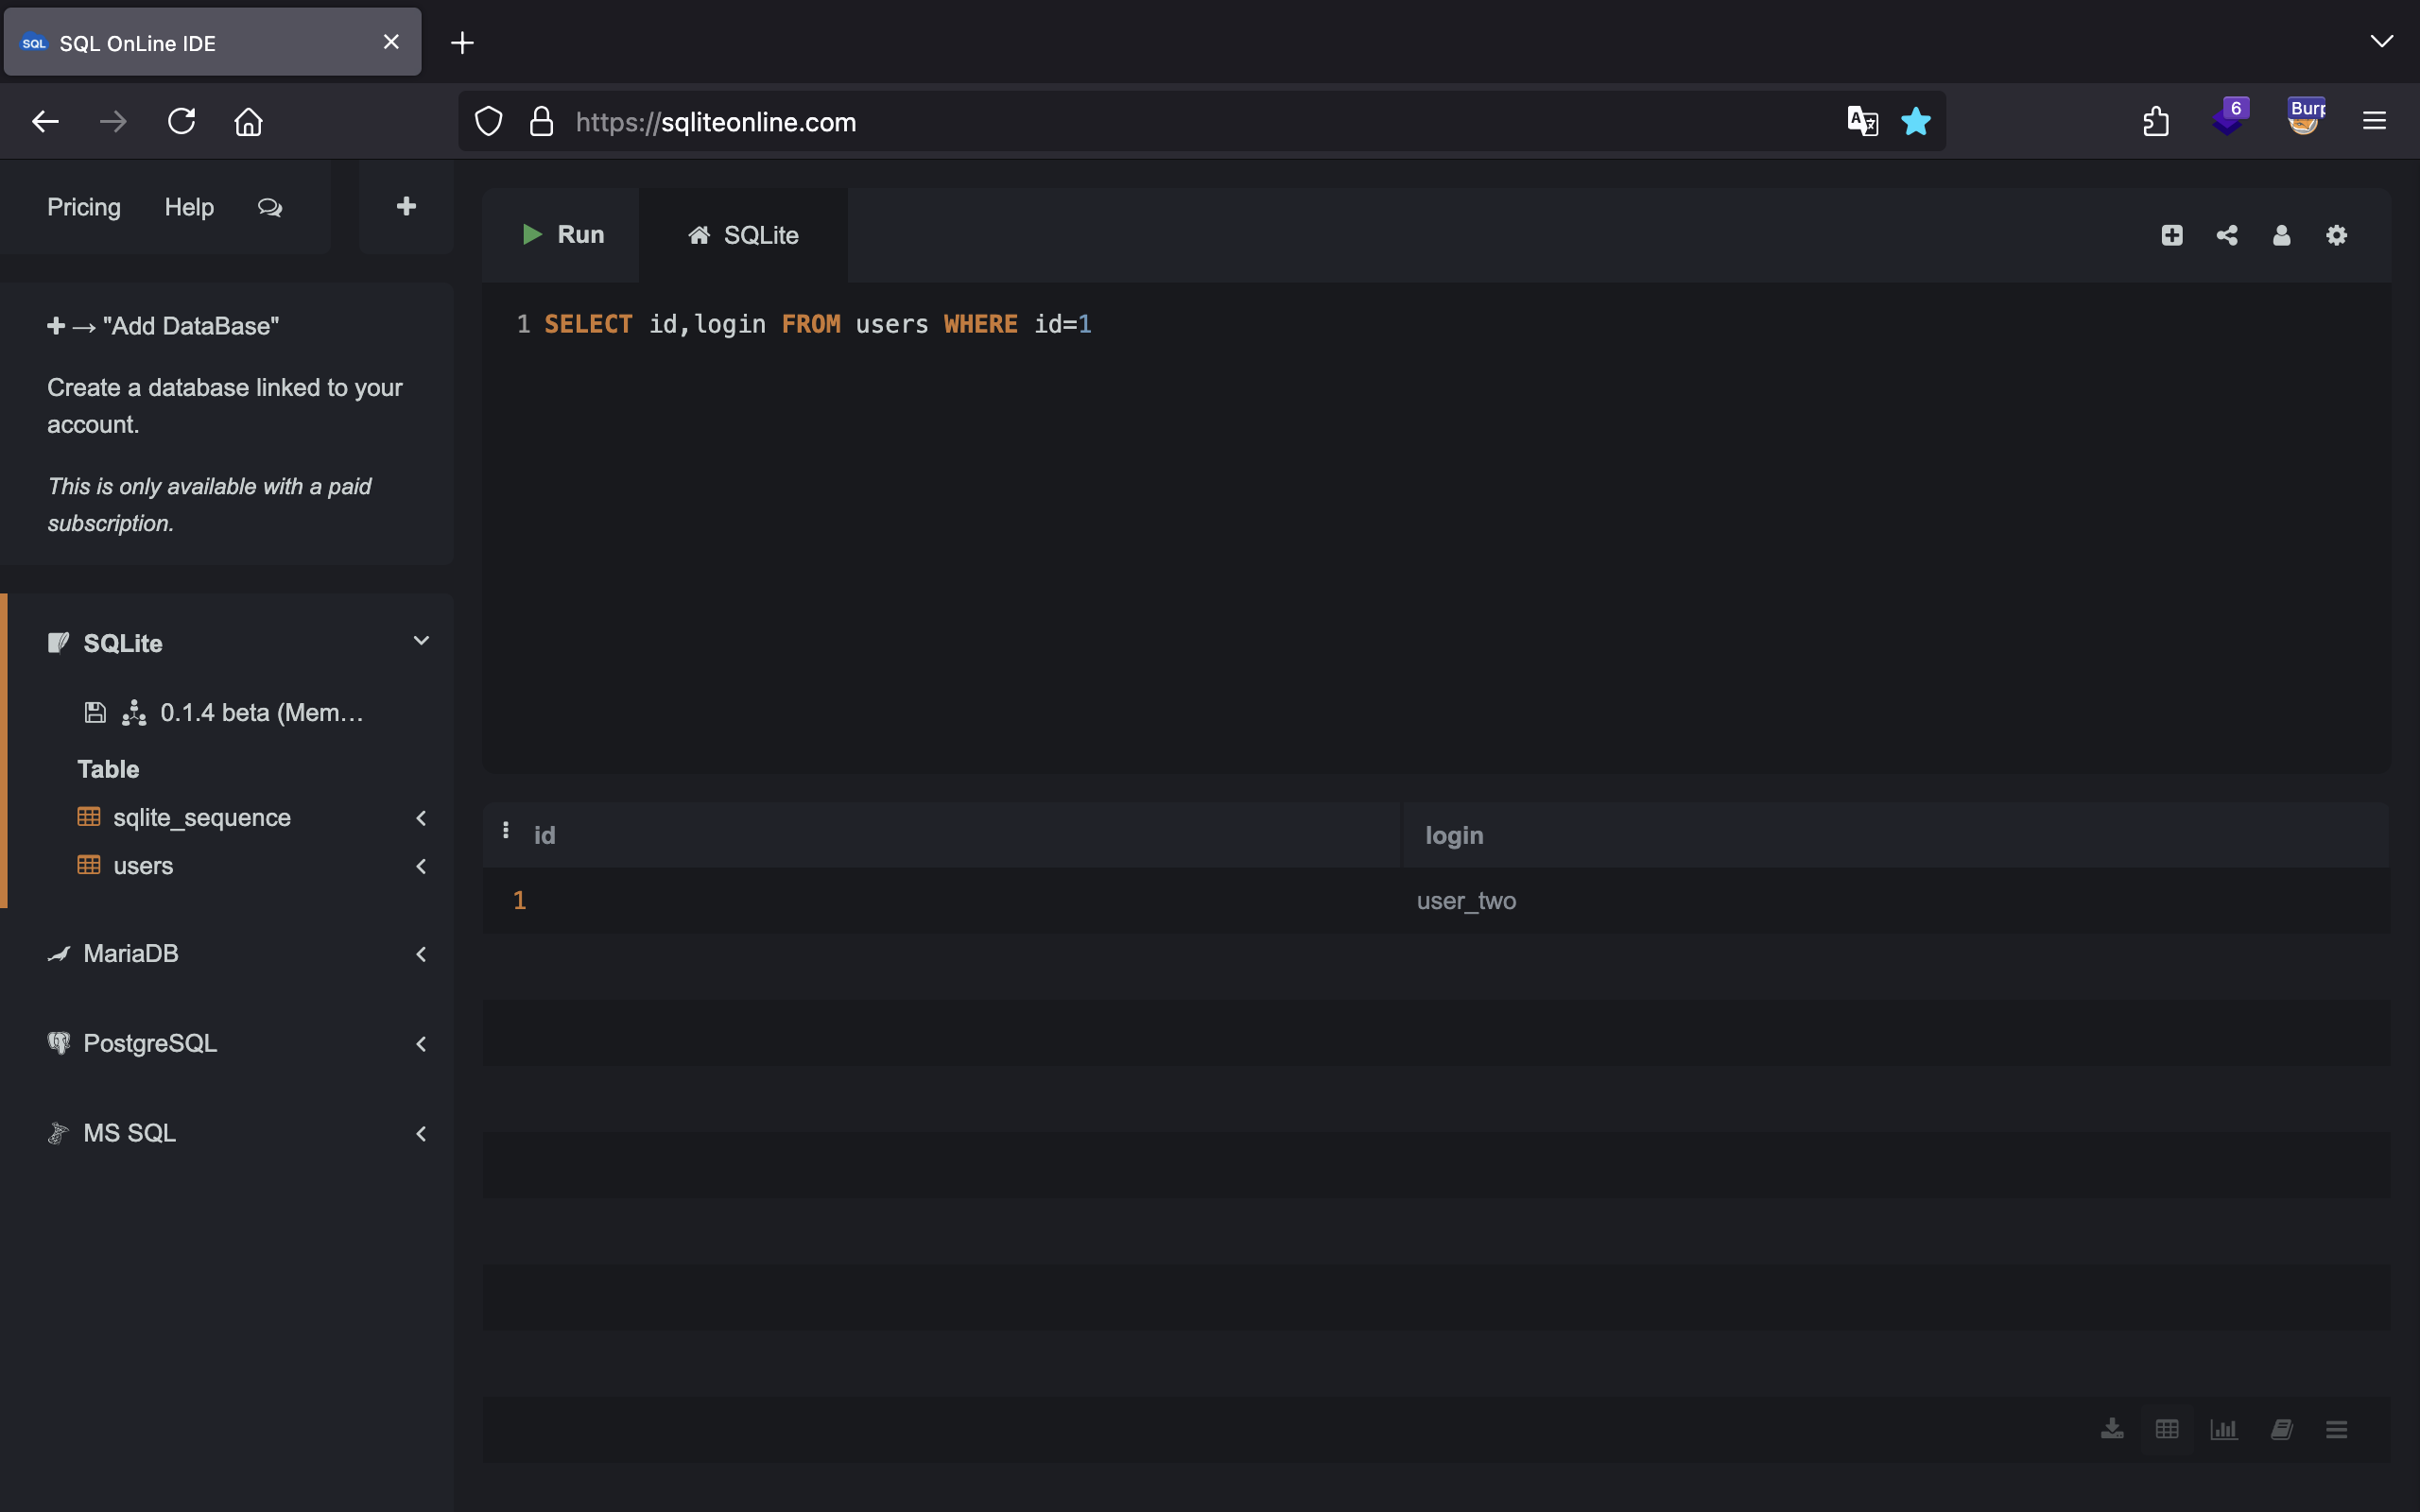 SQL SQL OnLine IDE
https://sqliteonline.com
6
Burp
Pricing Help
"Add DataBase"
Create a database linked to your
account.
This is only available with a paid
subscription.
SQLite
0.1.4 beta (Mem...
Table
sqlite_sequence
users
MariaDB
PostgreSQL
MS SQL
Run SQLite
1 SELECT id,login FROM users WHERE id=1
id login
1 user_two